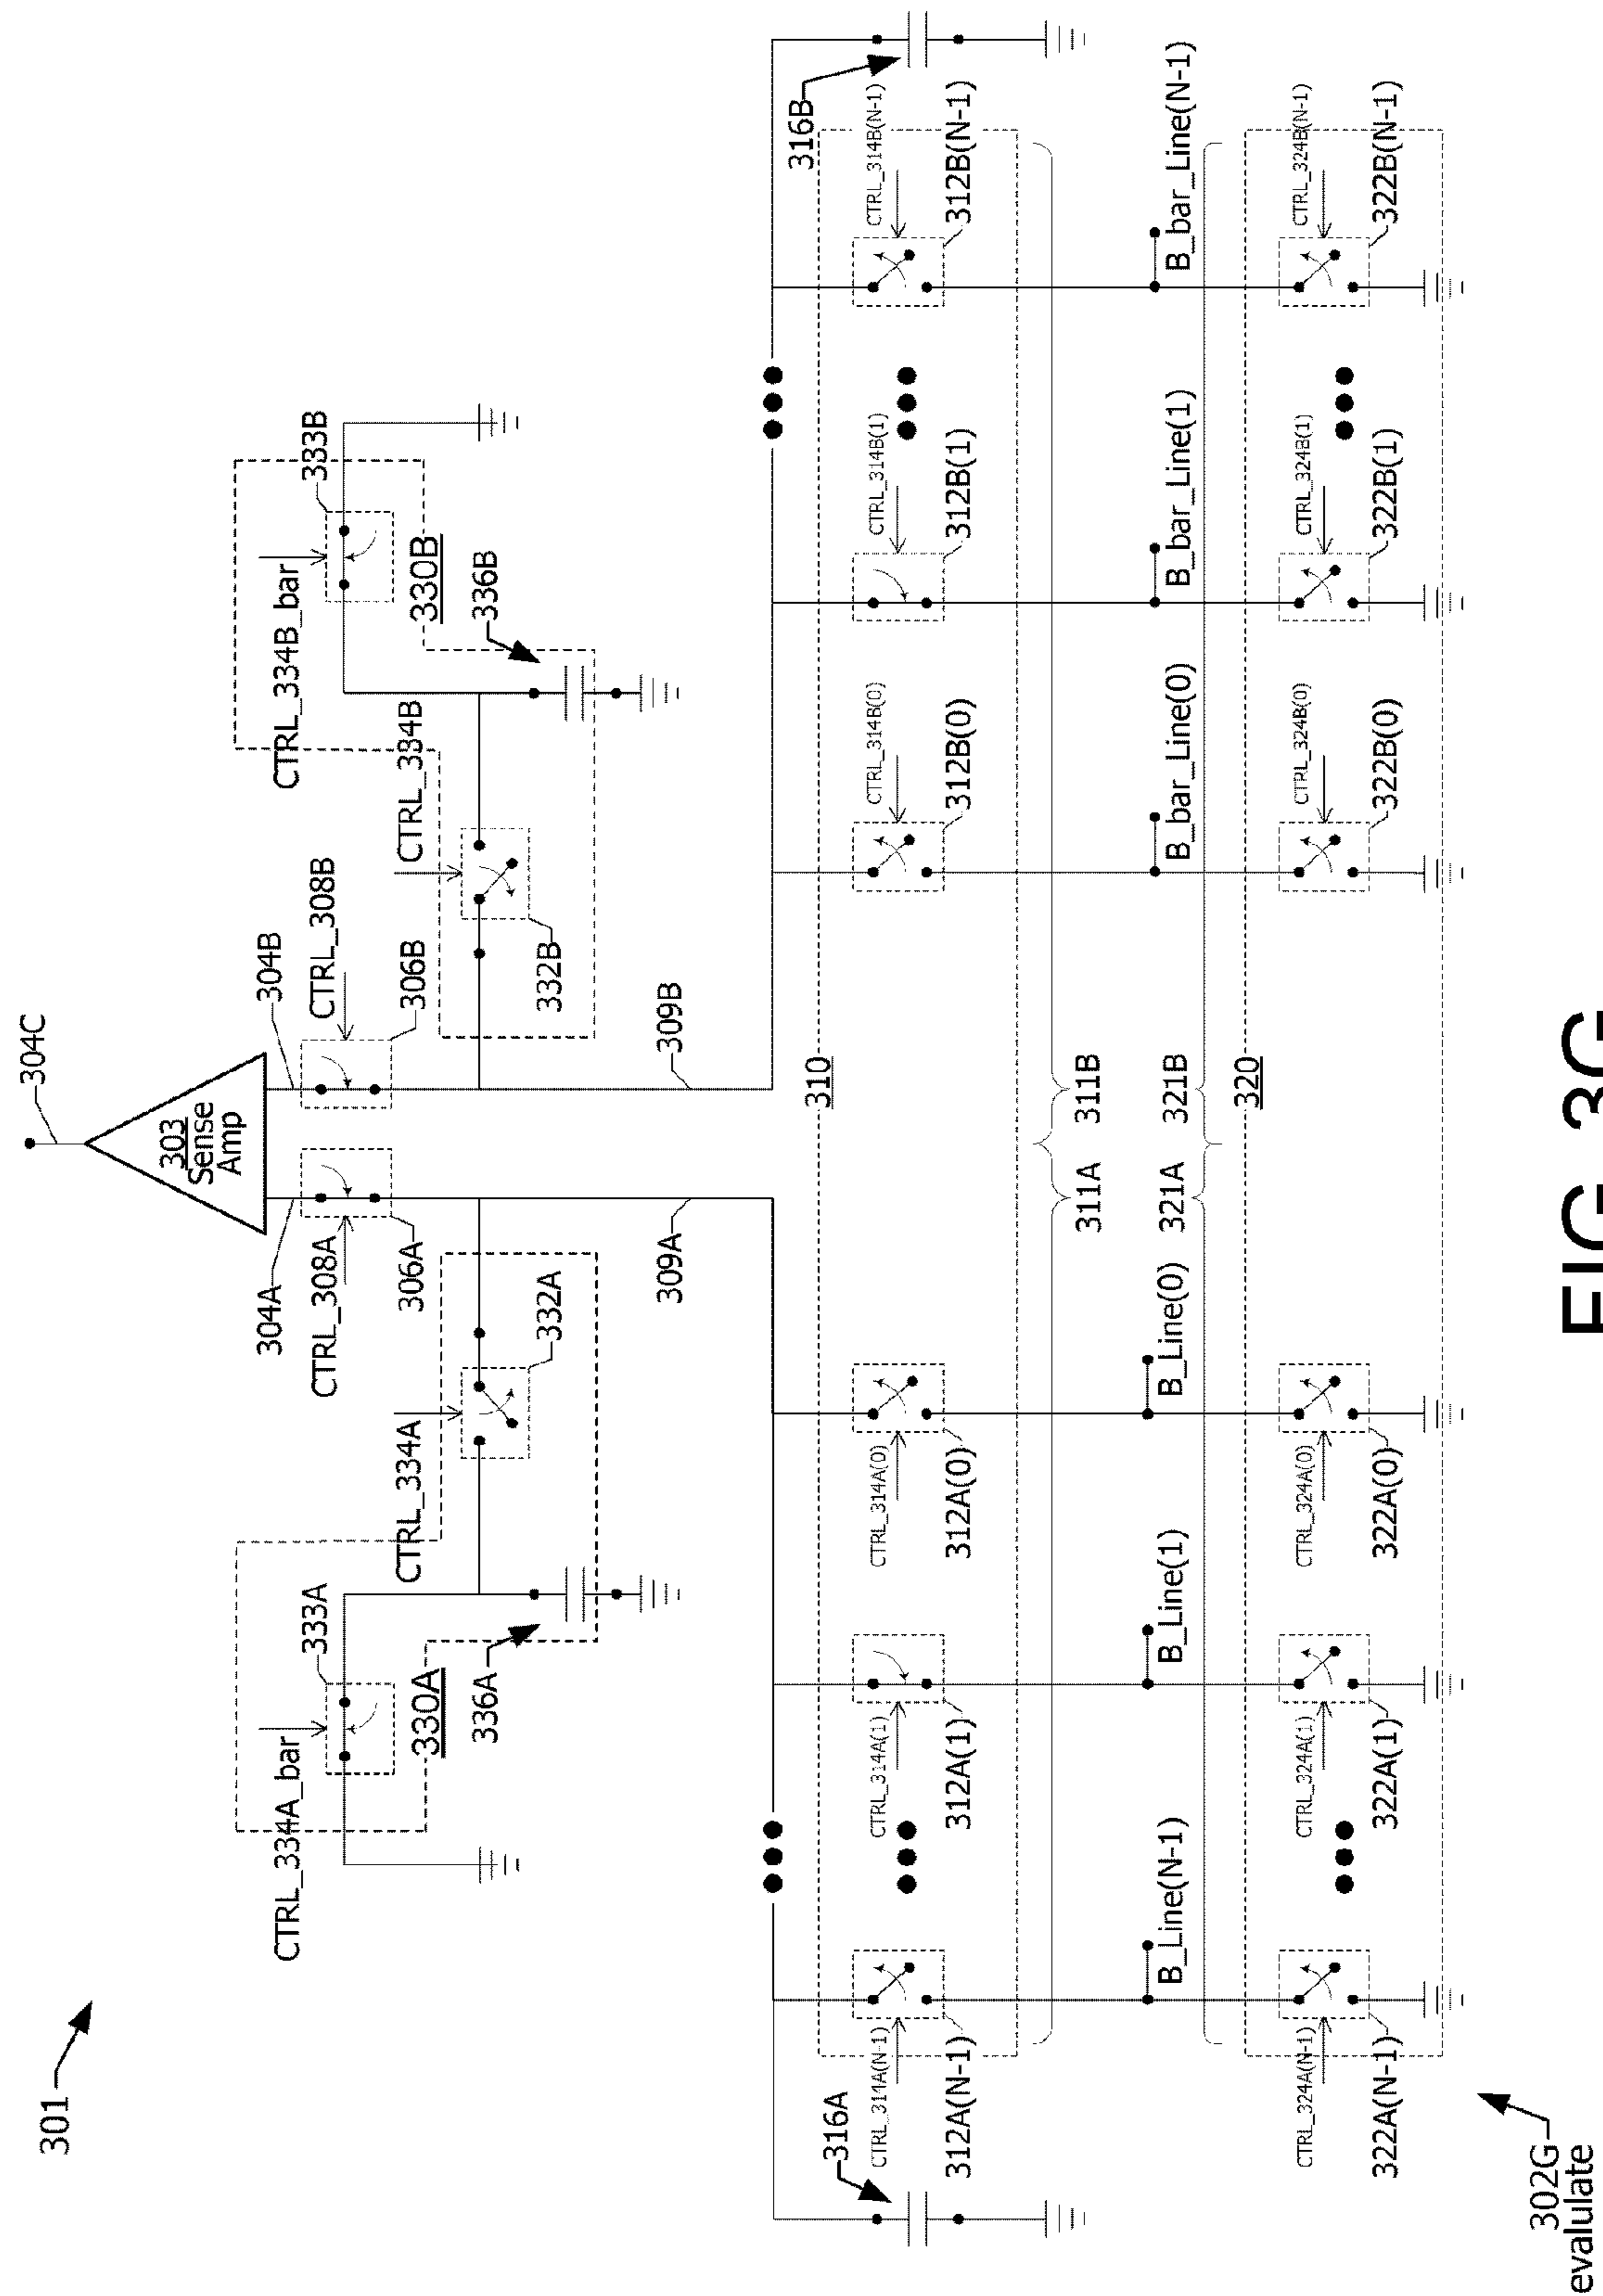 301
304C
303
Sense
Amp
304A
304B
CTRL_308A
CTRL_308B
306A
306B
CTRL_334A_bar
333A
330A
336A
CTRL_334A
332A
CTRL_334B_bar
333B
330B
336B
CTRL_334B
332B
309A
309B
316A
316B
310
CTRL_314A(N-1)
312A(N-1)
CTRL_314A(1)
312A(1)
CTRL_314A(0)
312A(0)
CTRL_314B(0)
312B(0)
CTRL_314B(1)
312B(1)
CTRL_314B(N-1)
312B(N-1)
311A
311B
B_Line(N-1)
B_Line(1)
B_Line(0)
B_bar_Line(0)
B_bar_Line(1)
B_bar_Line(N-1)
321A
321B
320
CTRL_324A(N-1)
322A(N-1)
CTRL_324A(1)
322A(1)
CTRL_324A(0)
322A(0)
CTRL_324B(0)
322B(0)
CTRL_324B(1)
322B(1)
CTRL_324B(N-1)
322B(N-1)
302G
evalulate
FIG. 3G